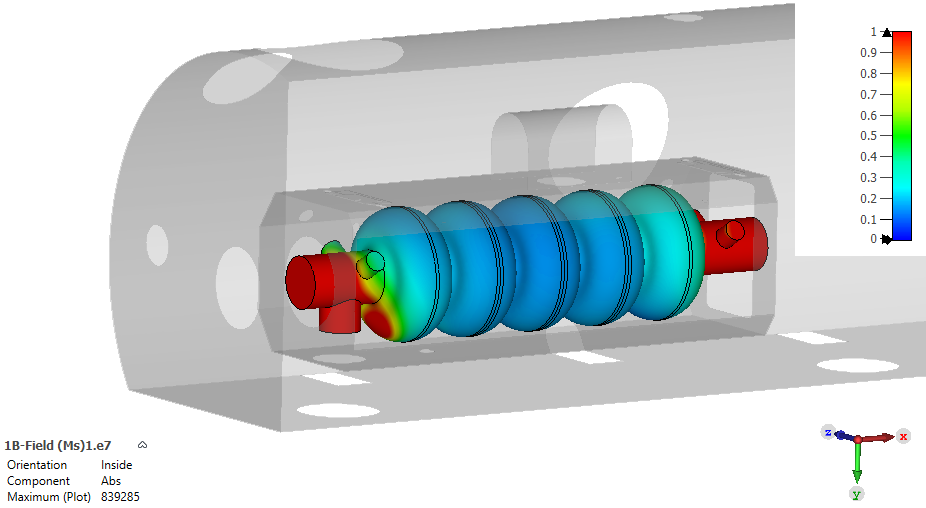 1
0.9
0.8
0.7
0.6
0.5
0.4
0.3
0.2
0.1
0
z
x
y
1B-Field (Ms)1.e7
Orientation Inside
Component Abs
Maximum (Plot) 839285